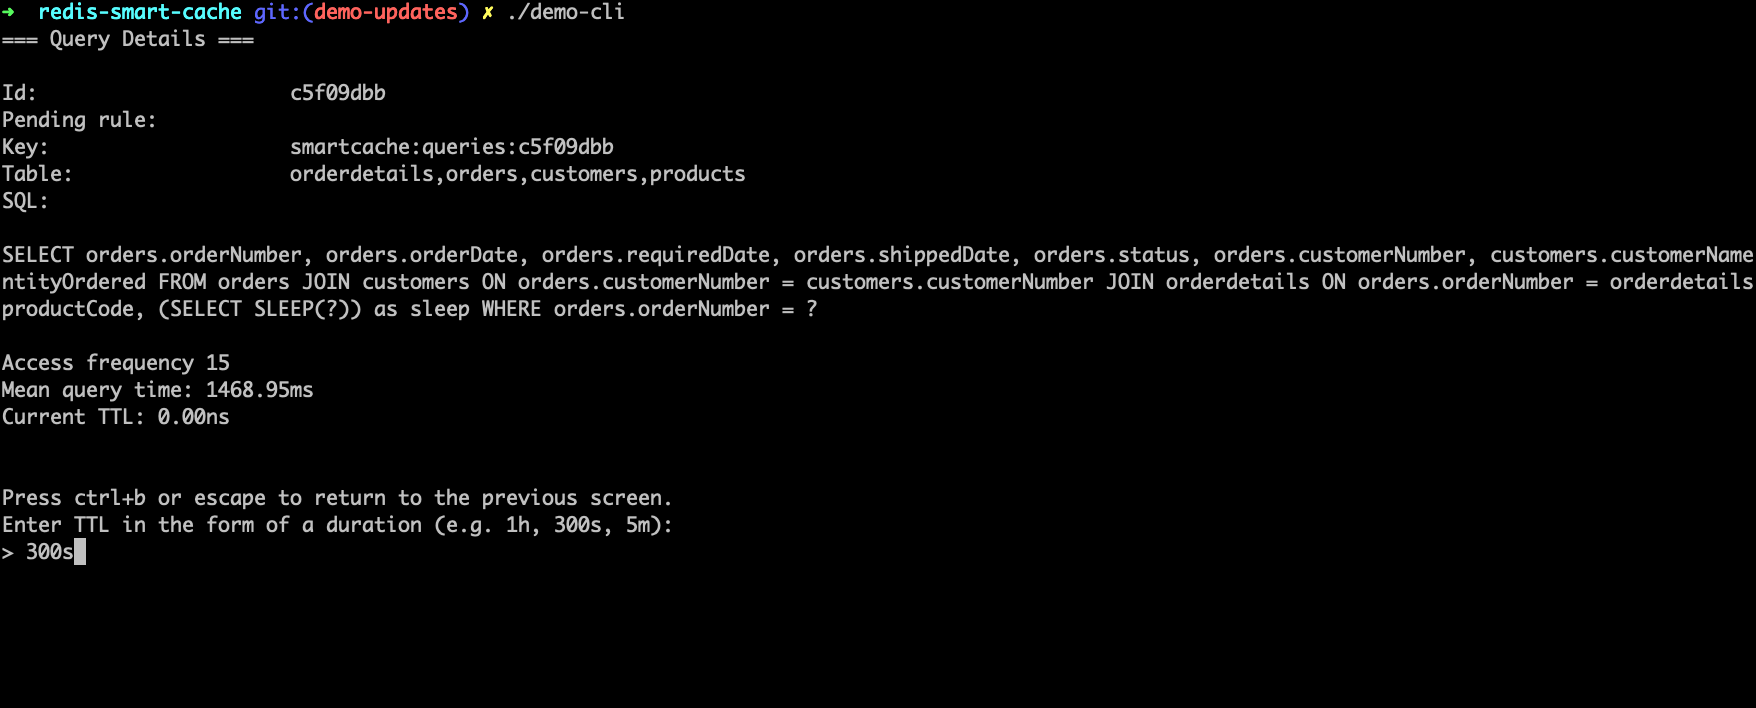 ➜  redis-smart-cache git:(demo-updates) ✗ ./demo-cli
=== Query Details ===
Id: c5f09dbb
Pending rule:
Key: smartcache:queries:c5f09dbb
Table: orderdetails,orders,customers,products
SQL:
SELECT orders.orderNumber, orders.orderDate, orders.requiredDate, orders.shippedDate, orders.status, orders.customerNumber, customers.customerName
ntityOrdered FROM orders JOIN customers ON orders.customerNumber = customers.customerNumber JOIN orderdetails ON orders.orderNumber = orderdetails
productCode, (SELECT SLEEP(?)) as sleep WHERE orders.orderNumber = ?
Access frequency 15
Mean query time: 1468.95ms
Current TTL: 0.00ns
Press ctrl+b or escape to return to the previous screen.
Enter TTL in the form of a duration (e.g. 1h, 300s, 5m):
> 300s